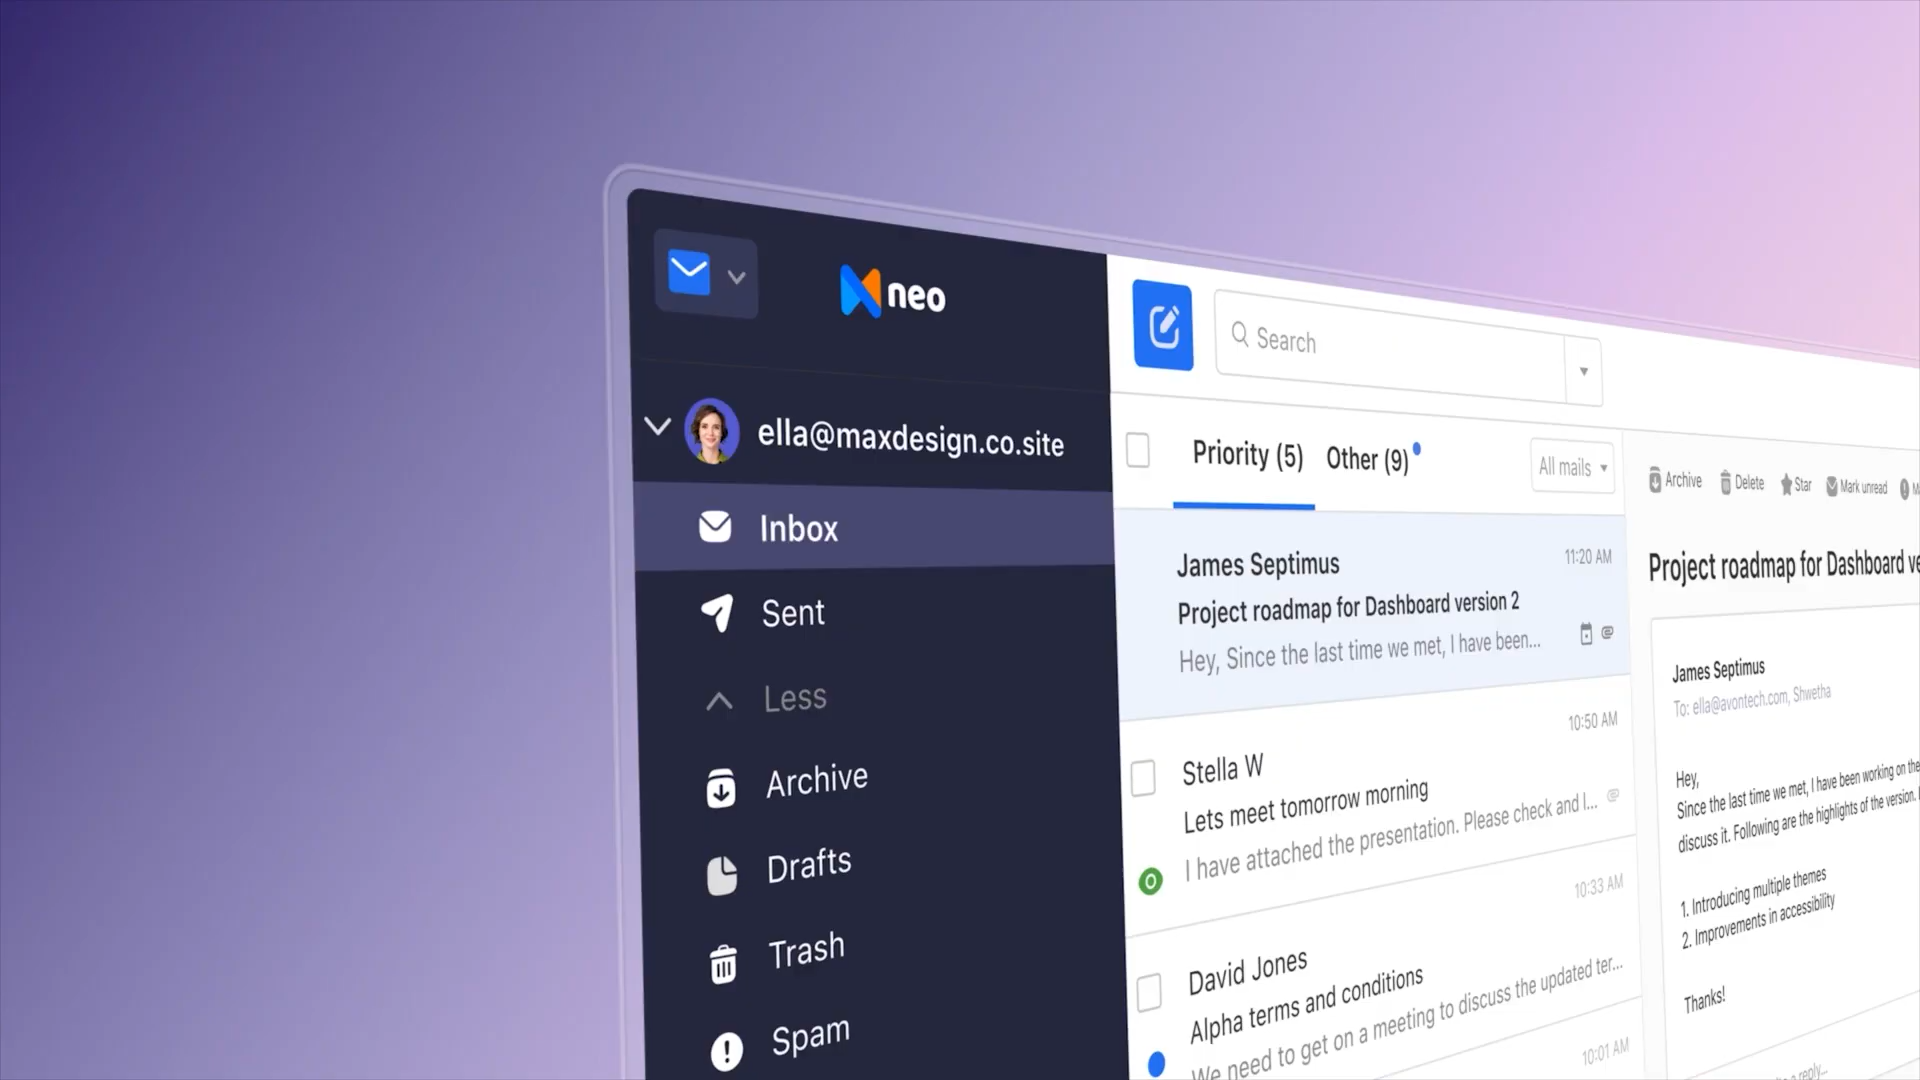 neo
ella@maxdesign.co.site
Inbox
Sent
Less
Archive
Drafts
Trash
Spam
Search
Priority (5) Other (9) All mails
James Septimus 11:20 AM
Project roadmap for Dashboard version 2
Hey, Since the last time we met, I have been...
10:50 AM
Stella W
Lets meet tomorrow morning
I have attached the presentation. Please check and l...
10:33 AM
David Jones
Alpha terms and conditions
We need to get on a meeting to discuss the updated ter...
10:01 AM
Archive Delete Star Mark unread
Project roadmap for Dashboard ve
James Septimus
To: ella@avontech.com, Shwetha
Hey,
Since the last time we met, I have been working on the
discuss it. Following are the highlights of the version.
1. Introducing multiple themes
2. Improvements in accessibility
Thanks!
reply...